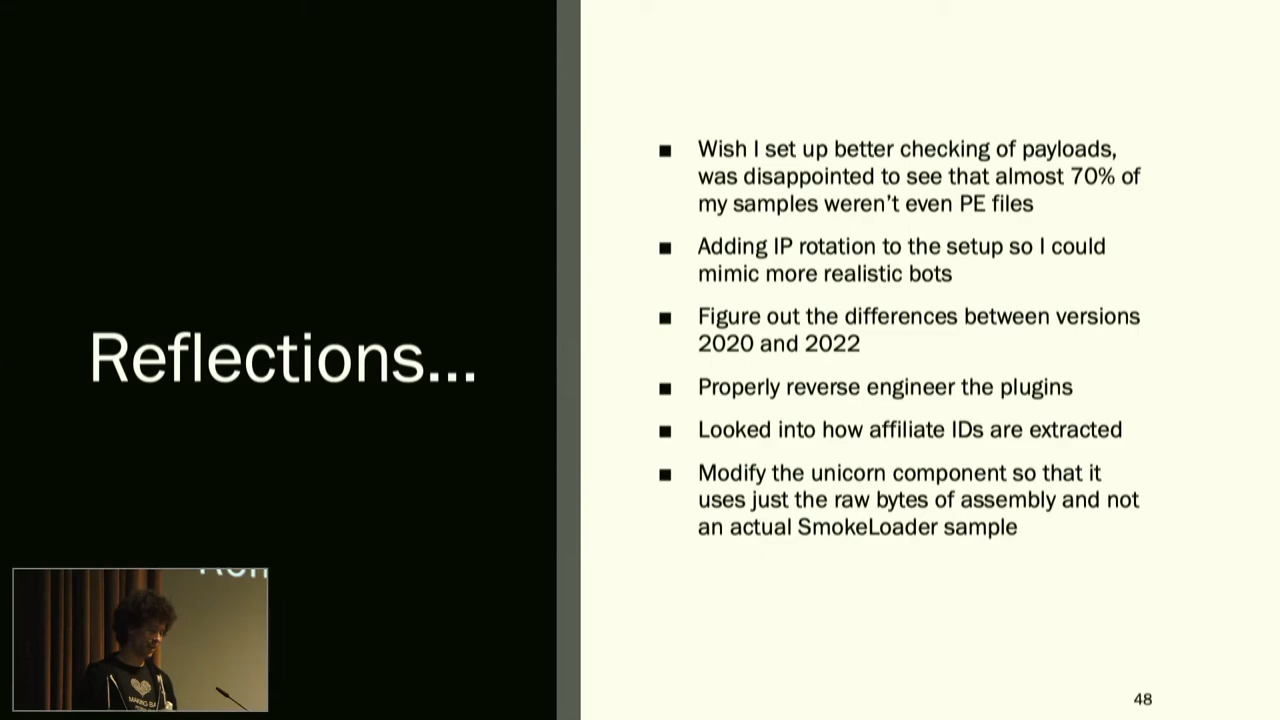 Reflections...
■ Wish I set up better checking of payloads,
was disappointed to see that almost 70% of
my samples weren't even PE files
■ Adding IP rotation to the setup so I could
mimic more realistic bots
■ Figure out the differences between versions
2020 and 2022
■ Properly reverse engineer the plugins
■ Looked into how affiliate IDs are extracted
■ Modify the unicorn component so that it
uses just the raw bytes of assembly and not
an actual SmokeLoader sample
MAKING
48